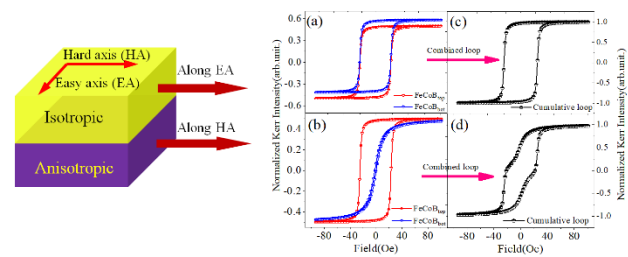 Hard axis (HA)
Easy axis (EA)
Isotropic
Anisotropic
Along EA
Along HA
(a)
0.6
0.3
0.0
-0.3
-0.6
FeCoBtop
FeCoBbot
Combined loop
(c)
1.0
0.5
0.0
-0.5
-1.0
Cumulative loop
(b)
0.4
0.2
0.0
-0.2
-0.4
FeCoBtop
FeCoBbot
Combined loop
(d)
1.0
0.5
0.0
-0.5
-1.0
Cumulative loop
-80 -40 0 40 80
-80 -40 0 40 80
Field(Oe)
Field(Oe)
Normalized Kerr Intensity(arb.unit.)
Normalized Kerr Intensity(arb.unit.)